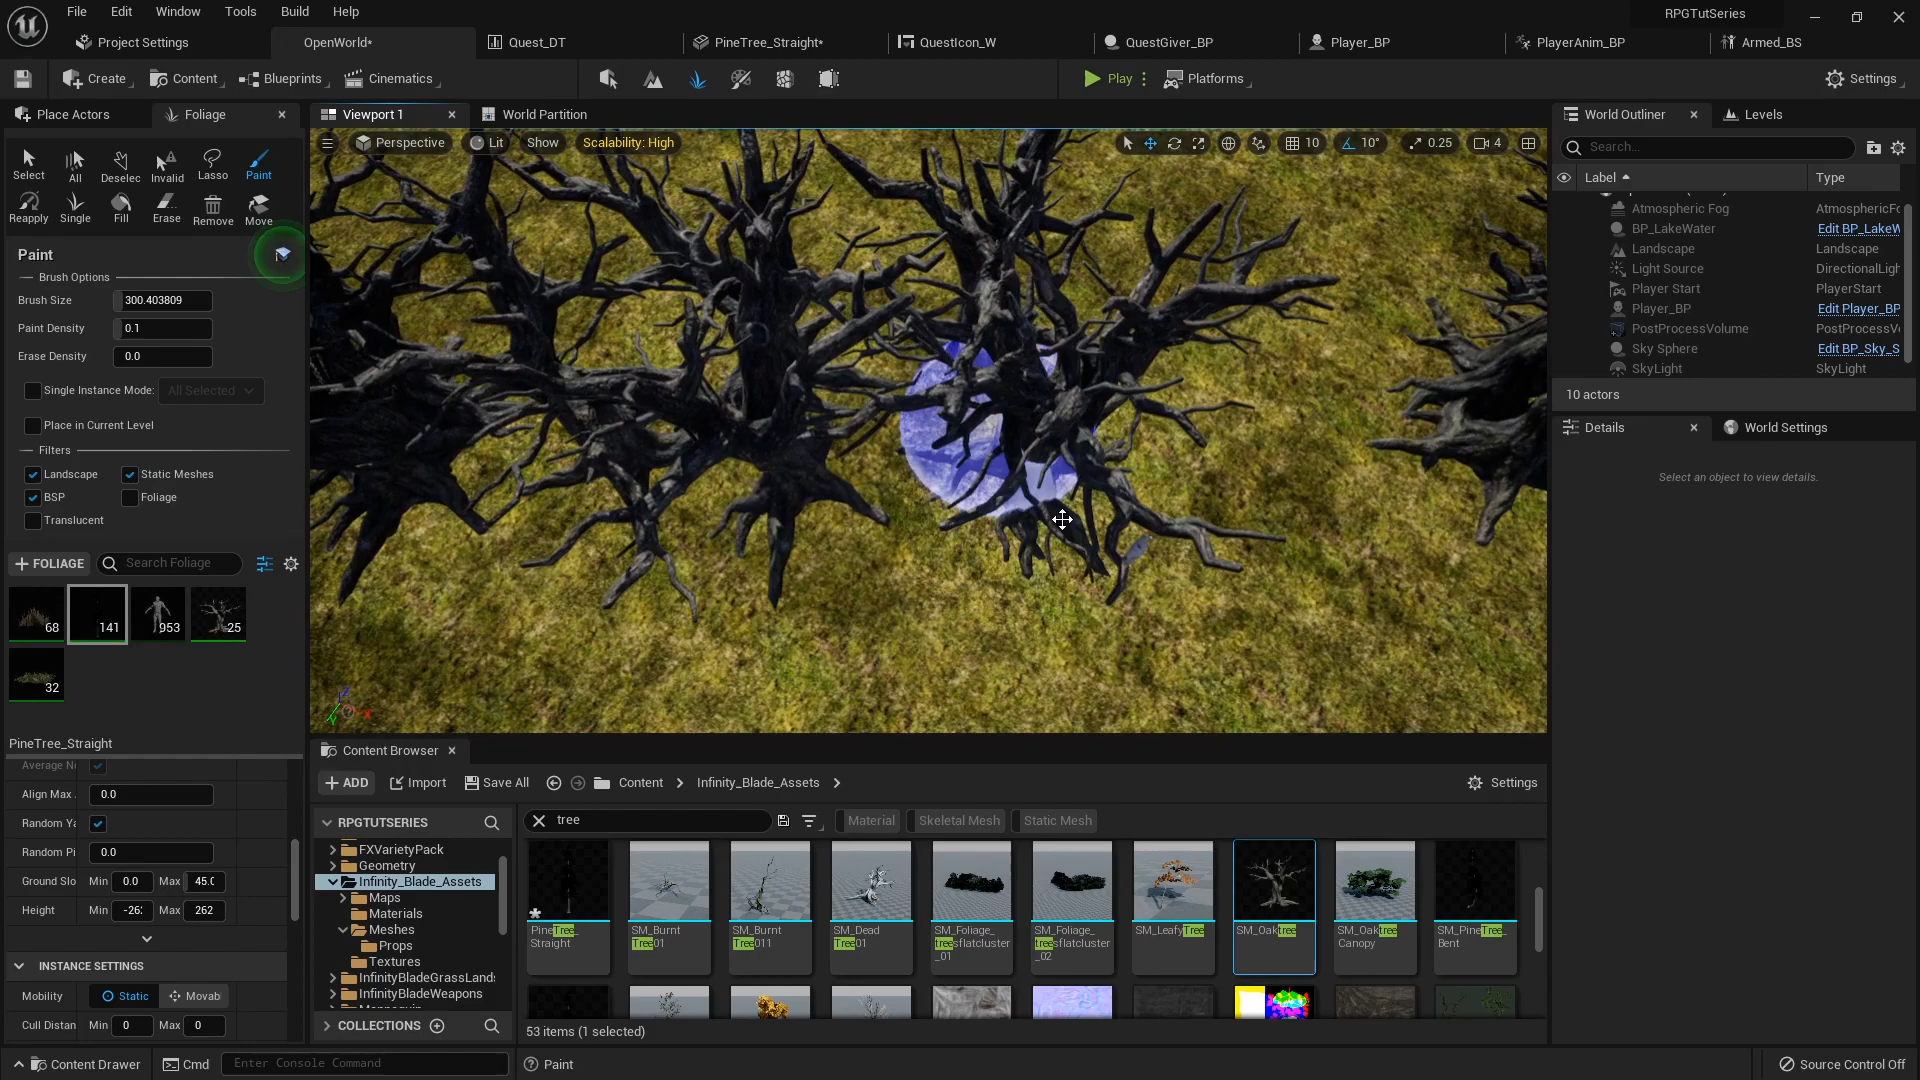 File Edit Window Tools Build Help RPGTutSeries
Project Settings OpenWorld* Quest_DT PineTree_Straight* QuestIcon_W QuestGiver_BP Player_BP PlayerAnim_BP Armed_BS
Create Content Blueprints Cinematics Play Platforms Settings
Place Actors Foliage Viewport 1 World Partition World Outliner Levels
Perspective Lit Show Scalability: High 10 10° 0.25 4 Search...
Select All Deselec Invalid Lasso Paint
Label Type
Reapply Single Fill Erase Remove Move
Atmospheric Fog AtmosphericFo
BP_LakeWater Edit BP_LakeW
Landscape Landscape
Light Source DirectionalLigh
Player Start PlayerStart
Player_BP Edit Player_BP
PostProcessVolume PostProcessV
Sky Sphere Edit BP_Sky_S
SkyLight SkyLight
10 actors
Paint
Brush Options
Brush Size 300.403809
Paint Density 0.1
Erase Density 0.0
Single Instance Mode: All Selected
Place in Current Level
Filters
Landscape Static Meshes
BSP Foliage
Translucent
Details World Settings
Select an object to view details.
FOLIAGE Search Foliage
68 141 953 25
32
PineTree_Straight
Average No
Align Max 0.0
Random Ya
Random Pi 0.0
Ground Slo Min 0.0 Max 45.0
Height Min -262 Max 262
INSTANCE SETTINGS
Mobility Static Movab
Cull Distan Min 0 Max 0
Content Browser
ADD Import Save All Content Infinity_Blade_Assets Settings
RPGTUTSERIES tree Material Skeletal Mesh Static Mesh
FXVarietyPack
Geometry
Infinity_Blade_Assets
Maps
Materials
Meshes
Props
Textures
InfinityBladeGrassLands
InfinityBladeWeapons
COLLECTIONS
PineTree_
Straight
SM_Burnt
Tree01
SM_Burnt
Tree011
SM_Dead
Tree01
SM_Foliage_
treesflatcluster
_01
SM_Foliage_
treesflatcluster
_02
SM_LeafyTree
SM_Oaktree
SM_Oaktree
Canopy
SM_PineTree_
Bent
53 items (1 selected)
Content Drawer Cmd Enter Console Command Paint Source Control Off